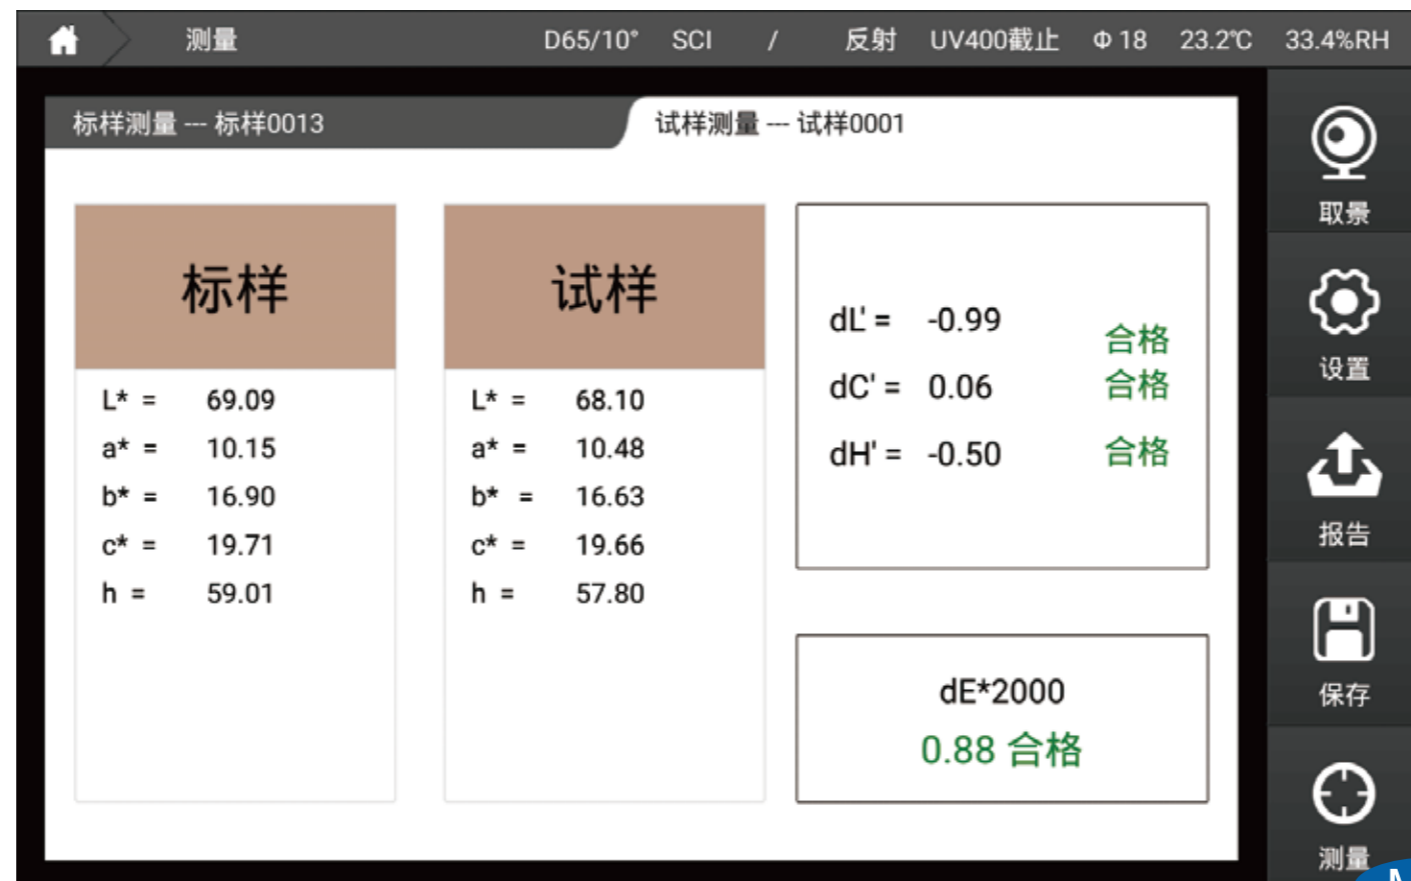 测量 D65/10° SCI / 反射 UV400截止 Φ 18 23.2℃ 33.4%RH
标样测量 --- 标样0013
试样测量 --- 试样0001
标样
L* = 69.09
a* = 10.15
b* = 16.90
c* = 19.71
h = 59.01
试样
L* = 68.10
a* = 10.48
b* = 16.63
c* = 19.66
h = 57.80
dL' = -0.99 合格
dC' = 0.06 合格
dH' = -0.50 合格
dE*2000
0.88 合格
取景
设置
报告
保存
测量